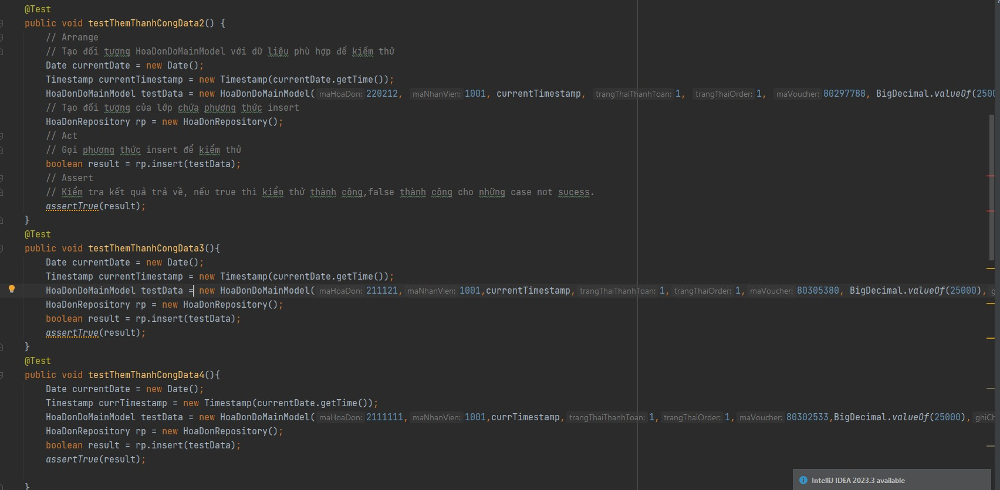 @Test
public void testThemThanhCongData2() {
// Arrange
// Tạo đối tượng HoaDonDoMainModel với dữ liệu phù hợp để kiểm thử
Date currentDate = new Date();
Timestamp currentTimestamp = new Timestamp(currentDate.getTime());
HoaDonDoMainModel testData = new HoaDonDoMainModel( maHoaDon: 220212, maNhanVien: 1001, currentTimestamp, trangThaiThanhToan: 1, trangThaiOrder: 1, maVoucher: 80297788, BigDecimal.valueOf(2500
// Tạo đối tượng của lớp chứa phương thức insert
HoaDonRepository rp = new HoaDonRepository();
// Act
// Gọi phương thức insert để kiểm thử
boolean result = rp.insert(testData);
// Assert
// Kiểm tra kết quả trả về, nếu true thì kiểm thử thành công,false thành công cho những case not sucess.
assertTrue(result);
}
@Test
public void testThemThanhCongData3(){
Date currentDate = new Date();
Timestamp currentTimestamp = new Timestamp(currentDate.getTime());
HoaDonDoMainModel testData = new HoaDonDoMainModel( maHoaDon: 211121, maNhanVien: 1001,currentTimestamp, trangThaiThanhToan: 1, trangThaiOrder: 1, maVoucher: 80305380, BigDecimal.valueOf(25000), g
HoaDonRepository rp = new HoaDonRepository();
boolean result = rp.insert(testData);
assertTrue(result);
}
@Test
public void testThemThanhCongData4(){
Date currentDate = new Date();
Timestamp currTimestamp = new Timestamp(currentDate.getTime());
HoaDonDoMainModel testData = new HoaDonDoMainModel( maHoaDon: 2111111, maNhanVien: 1001,currTimestamp, trangThaiThanhToan: 1, trangThaiOrder: 1, maVoucher: 80302533,BigDecimal.valueOf(25000), ghiCh
HoaDonRepository rp = new HoaDonRepository();
boolean result = rp.insert(testData);
assertTrue(result);
}
IntelliJ IDEA 2023.3 available